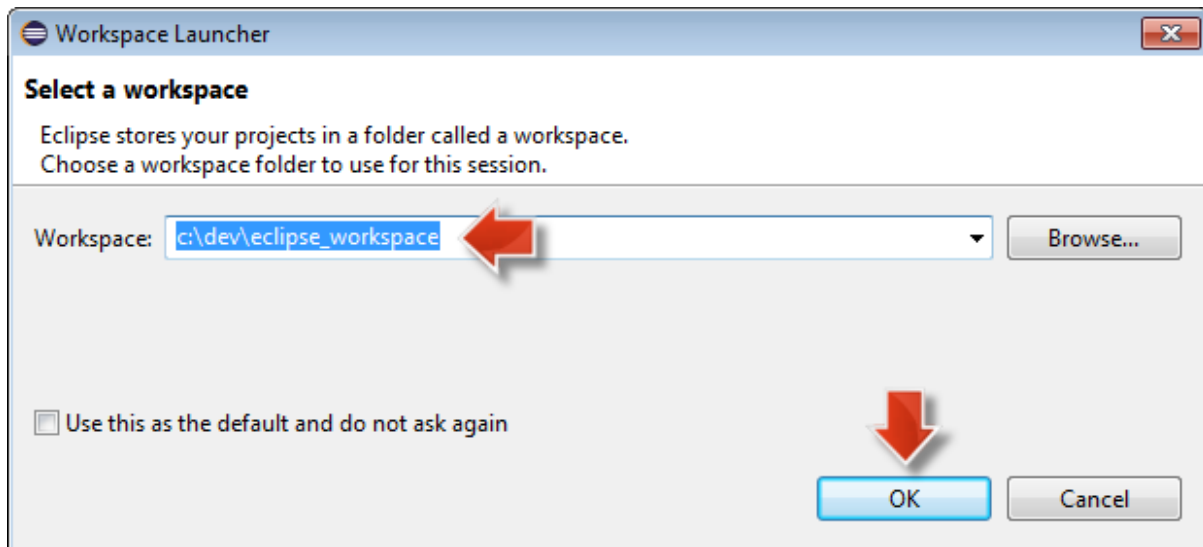 Workspace Launcher
Select a workspace
Eclipse stores your projects in a folder called a workspace.
Choose a workspace folder to use for this session.
Workspace: c:\dev\eclipse_workspace Browse...
Use this as the default and do not ask again
OK Cancel